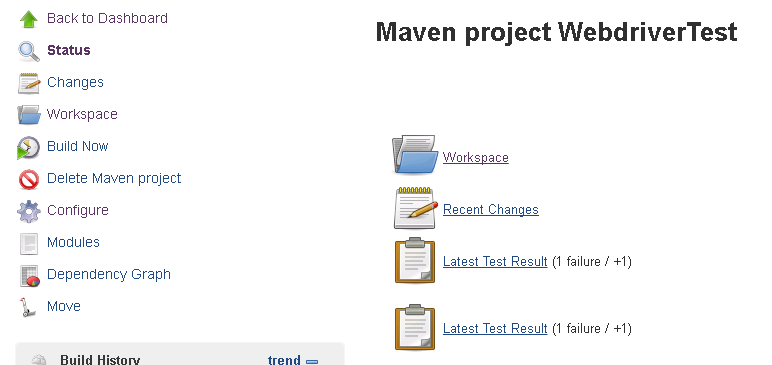 Back to Dashboard
Status
Changes
Workspace
Build Now
Delete Maven project
Configure
Modules
Dependency Graph
Move
Build History trend
Maven project WebdriverTest
Workspace
Recent Changes
Latest Test Result (1 failure / +1)
Latest Test Result (1 failure / +1)